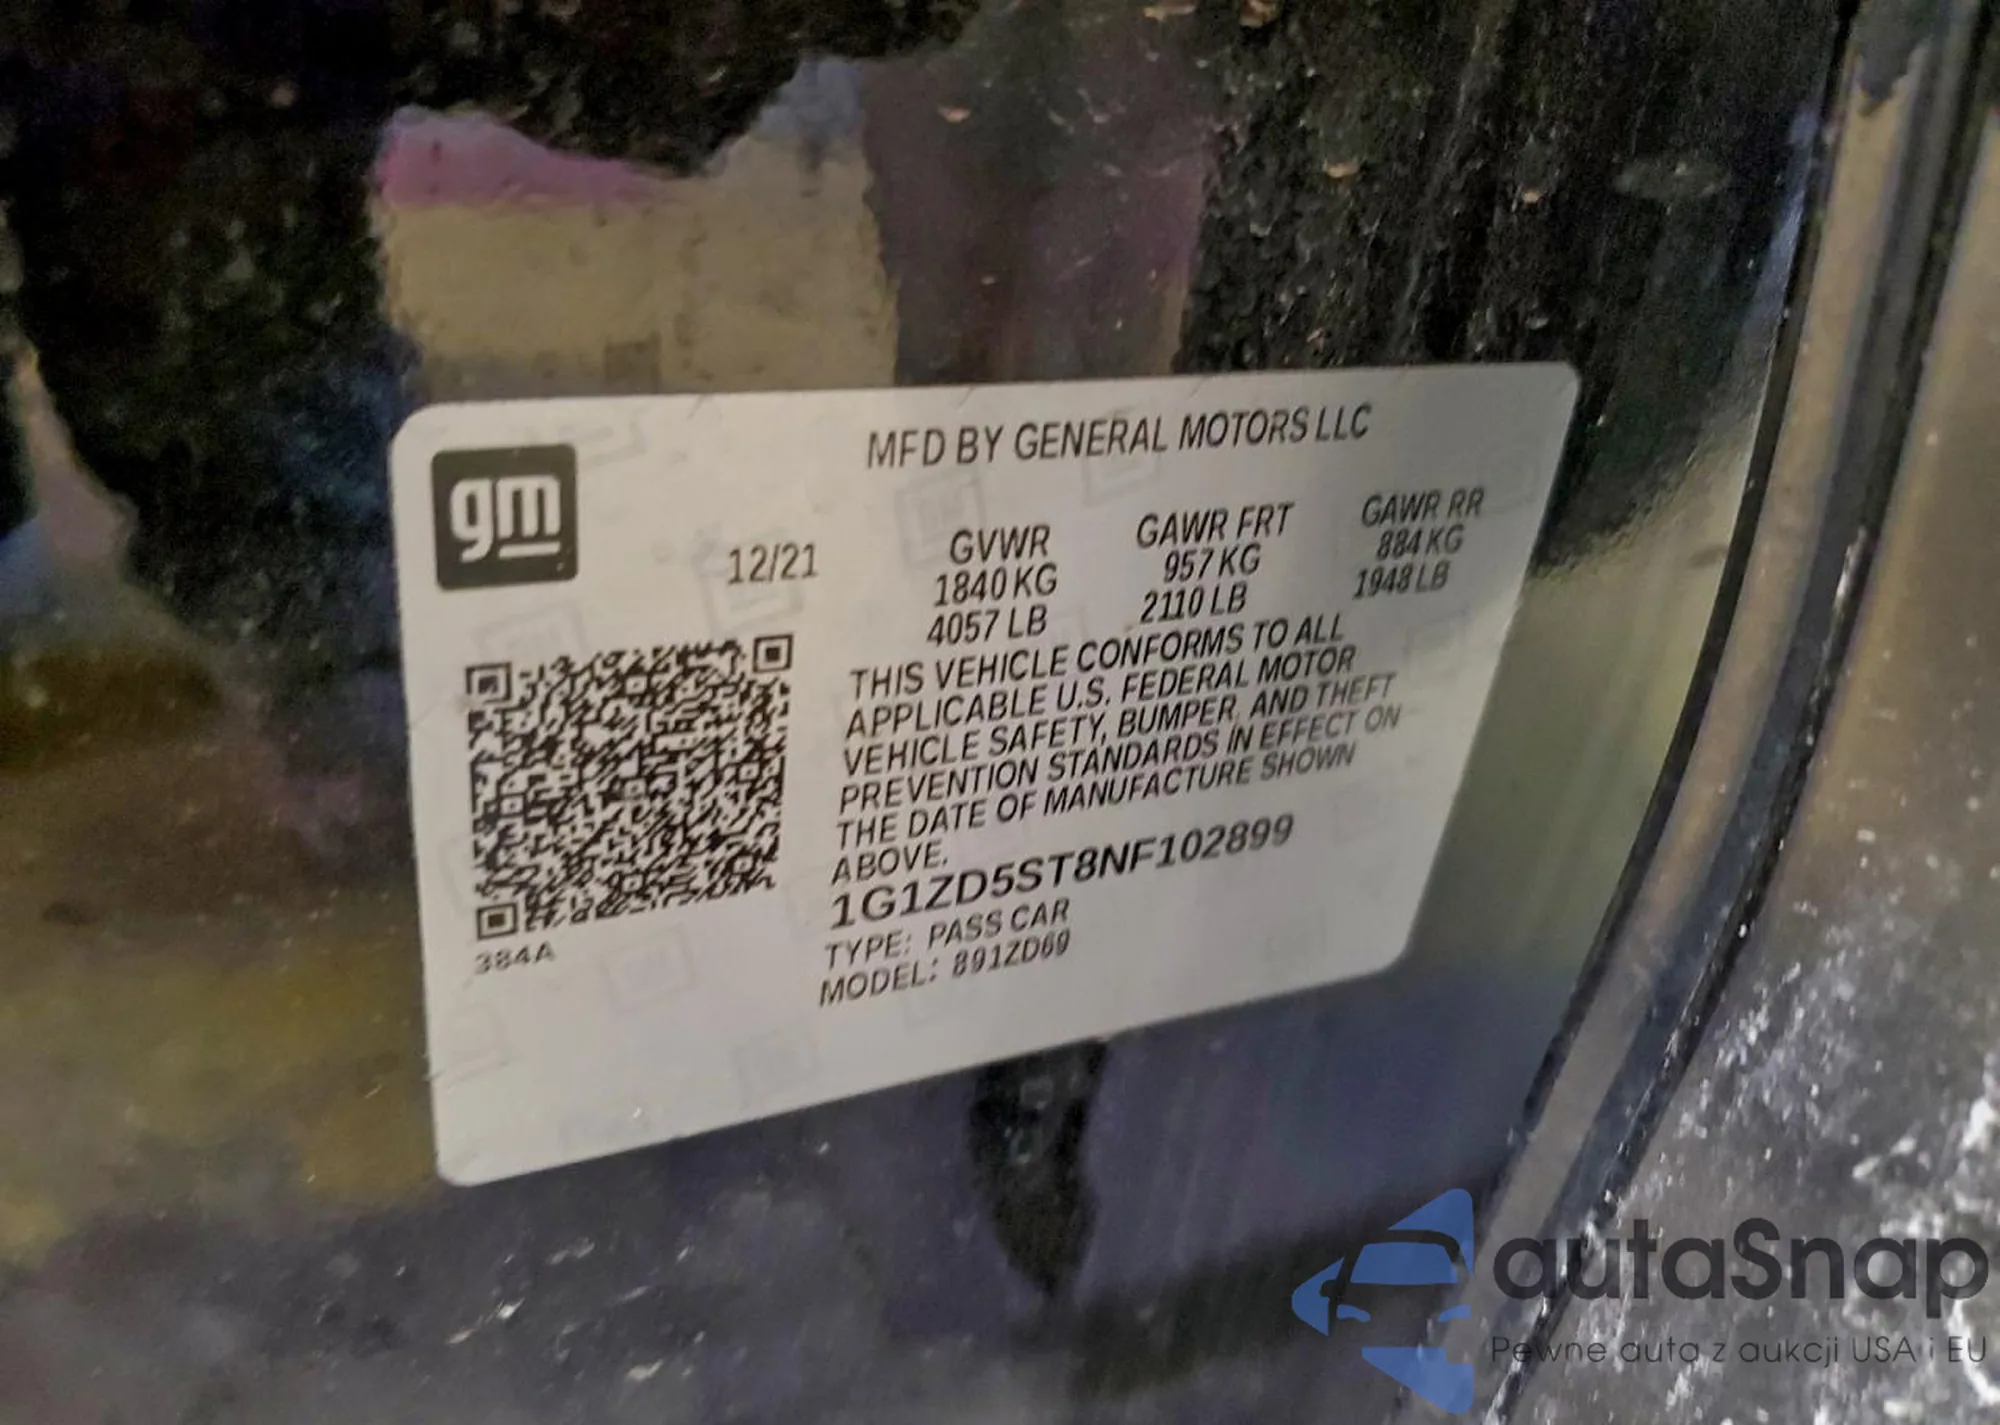 gm
MFD BY GENERAL MOTORS LLC
12/21
GVWR
1840 KG
4057 LB
GAWR FRT
957 KG
2110 LB
GAWR RR
884 KG
1948 LB
THIS VEHICLE CONFORMS TO ALL
APPLICABLE U.S. FEDERAL MOTOR
VEHICLE SAFETY, BUMPER, AND THEFT
PREVENTION STANDARDS IN EFFECT ON
THE DATE OF MANUFACTURE SHOWN
ABOVE.
1G1ZD5ST8NF102899
TYPE: PASS CAR
MODEL: 891ZD69
384A
autaSnap
Pewne auta z aukcji USA i EU